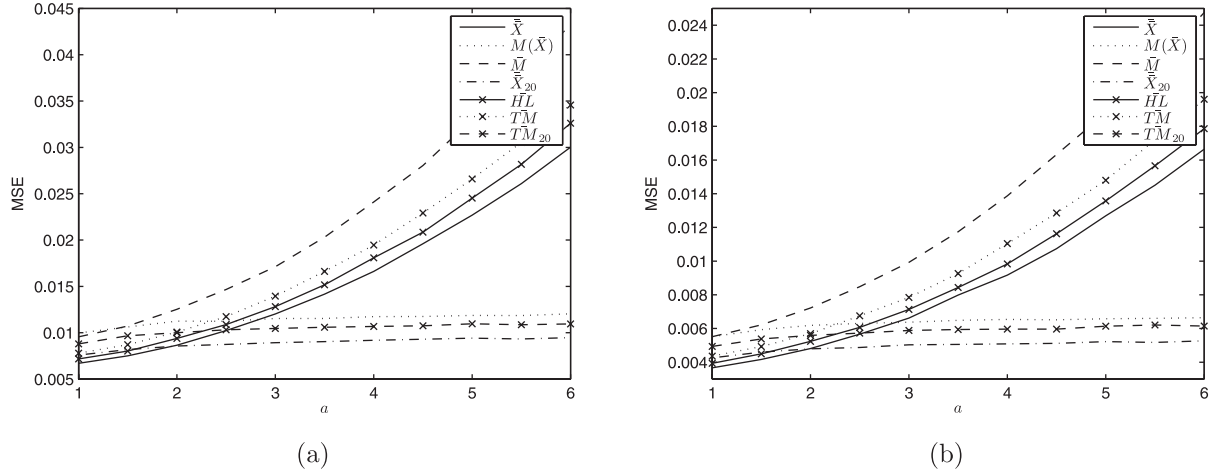 0.045
0.04
0.035
0.03
0.025
0.02
0.015
0.01
0.005
MSE
1
2
3
4
5
6
a
X̿
M(X̄)
M̄
X̿₂₀
H̄L
T̄M
T̄M₂₀
(a)
0.024
0.022
0.02
0.018
0.016
0.014
0.012
0.01
0.008
0.006
0.004
MSE
1
2
3
4
5
6
a
X̿
M(X̄)
M̄
X̿₂₀
H̄L
T̄M
T̄M₂₀
(b)